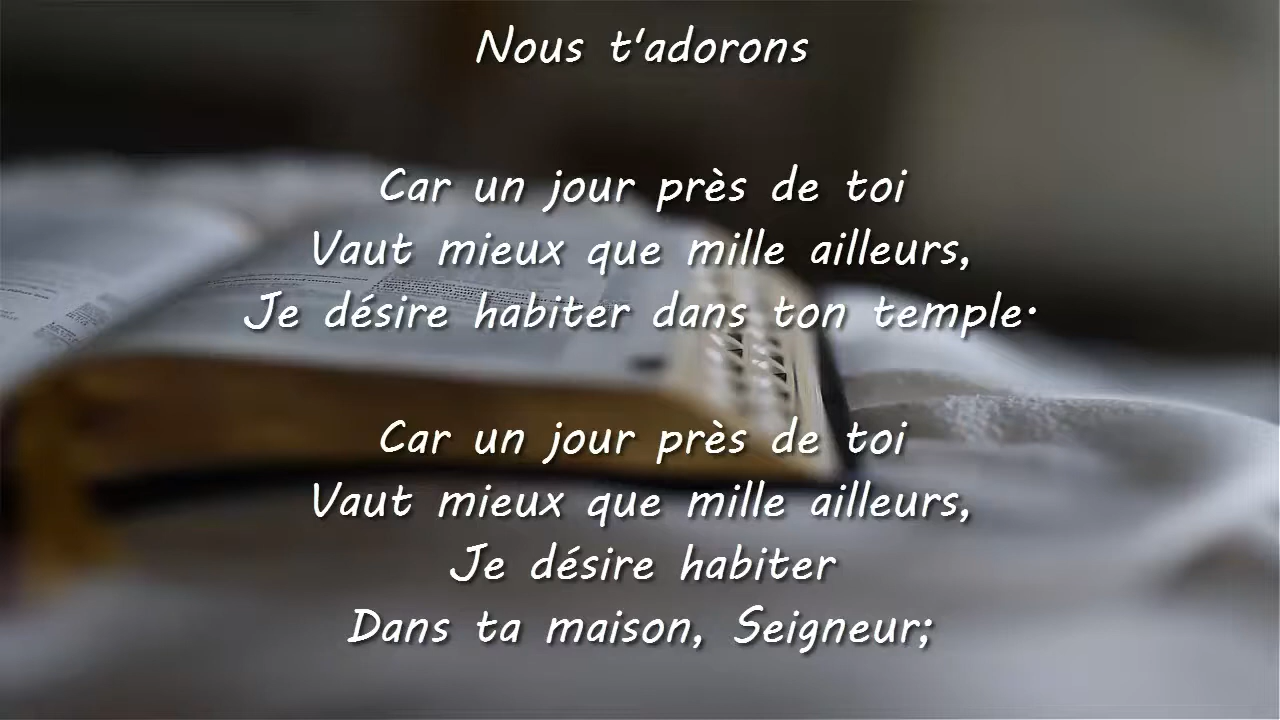 Nous t'adorons
Car un jour près de toi
Vaut mieux que mille ailleurs,
Je désire habiter dans ton temple.
Car un jour près de toi
Vaut mieux que mille ailleurs,
Je désire habiter
Dans ta maison, Seigneur;